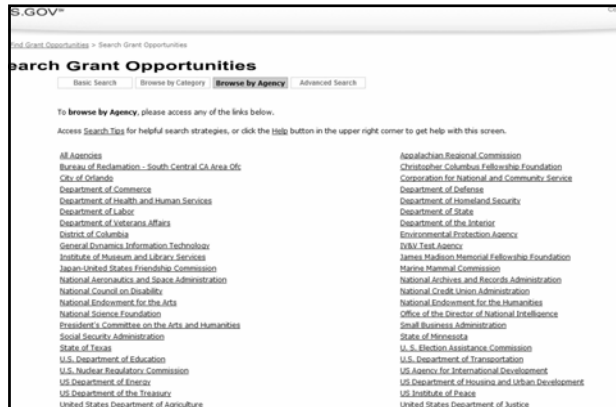 S.GOV℠
Find Grant Opportunities > Search Grant Opportunities
earch Grant Opportunities
Basic Search Browse by Category Browse by Agency Advanced Search
To browse by Agency, please access any of the links below.
Access Search Tips for helpful search strategies, or click the Help button in the upper right corner to get help with this screen.
All Agencies Appalachian Regional Commission
Bureau of Reclamation - South Central CA Area Ofc Christopher Columbus Fellowship Foundation
City of Orlando Corporation for National and Community Service
Department of Commerce Department of Defense
Department of Health and Human Services Department of Homeland Security
Department of Labor Department of State
Department of Veterans Affairs Department of the Interior
District of Columbia Environmental Protection Agency
General Dynamics Information Technology IV&V Test Agency
Institute of Museum and Library Services James Madison Memorial Fellowship Foundation
Japan-United States Friendship Commission Marine Mammal Commission
National Aeronautics and Space Administration National Archives and Records Administration
National Council on Disability National Credit Union Administration
National Endowment for the Arts National Endowment for the Humanities
National Science Foundation Office of the Director of National Intelligence
President's Committee on the Arts and Humanities Small Business Administration
Social Security Administration State of Minnesota
State of Texas U. S. Election Assistance Commission
U.S. Department of Education U.S. Department of Transportation
U.S. Nuclear Regulatory Commission US Agency for International Development
US Department of Energy US Department of Housing and Urban Development
US Department of the Treasury US Institute of Peace
United States Department of Agriculture United States Department of Justice